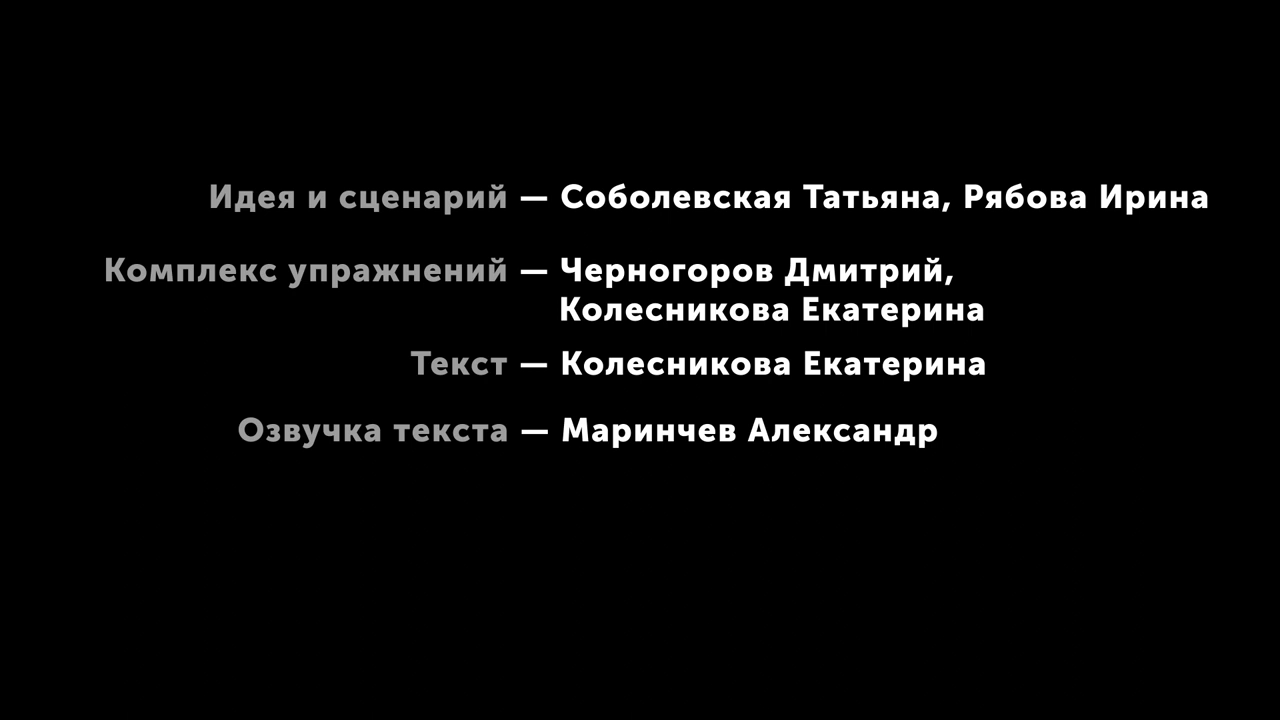 Идея и сценарий — Соболевская Татьяна, Рябова Ирина
Комплекс упражнений — Черногоров Дмитрий,
Колесникова Екатерина
Текст — Колесникова Екатерина
Озвучка текста — Маринчев Александр